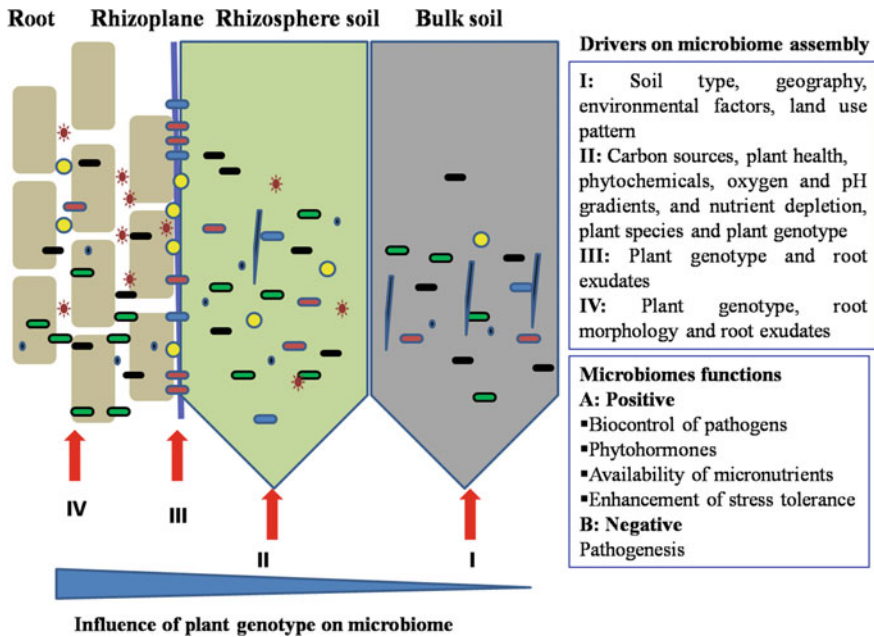 Root Rhizoplane Rhizosphere soil Bulk soil
Drivers on microbiome assembly
I: Soil type, geography,
environmental factors, land use
pattern
II: Carbon sources, plant health,
phytochemicals, oxygen and pH
gradients, and nutrient depletion,
plant species and plant genotype
III: Plant genotype and root
exudates
IV: Plant genotype, root
morphology and root exudates
Microbiomes functions
A: Positive
▪Biocontrol of pathogens
▪Phytohormones
▪Availability of micronutrients
▪Enhancement of stress tolerance
B: Negative
Pathogenesis
IV III II I
Influence of plant genotype on microbiome